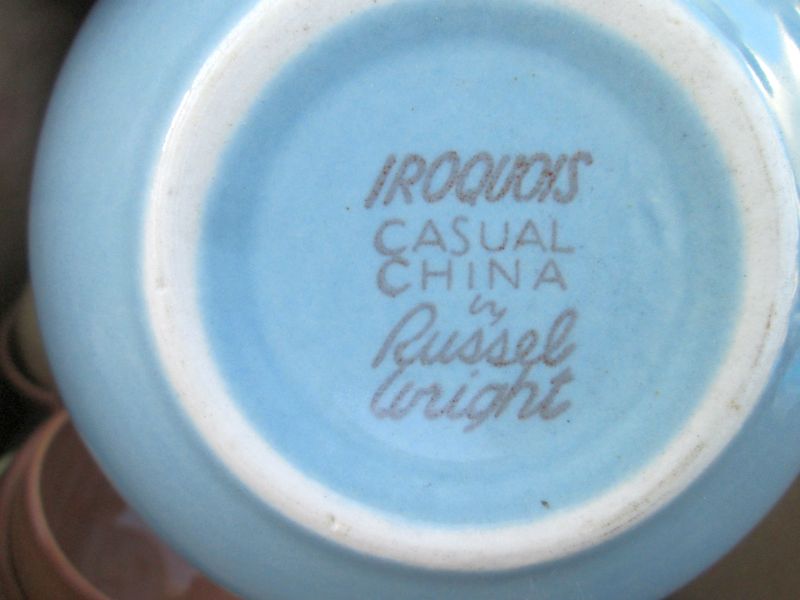 IROQUOIS
CASUAL
CHINA
by
Russel
Wright